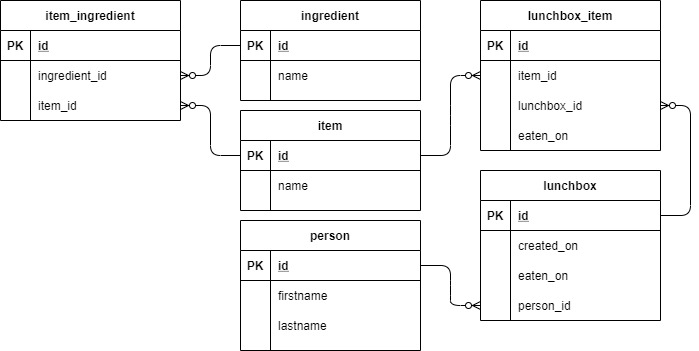 item_ingredient
PK id
ingredient_id
item_id
ingredient
PK id
name
item
PK id
name
person
PK id
firstname
lastname
lunchbox_item
PK id
item_id
lunchbox_id
eaten_on
lunchbox
PK id
created_on
eaten_on
person_id